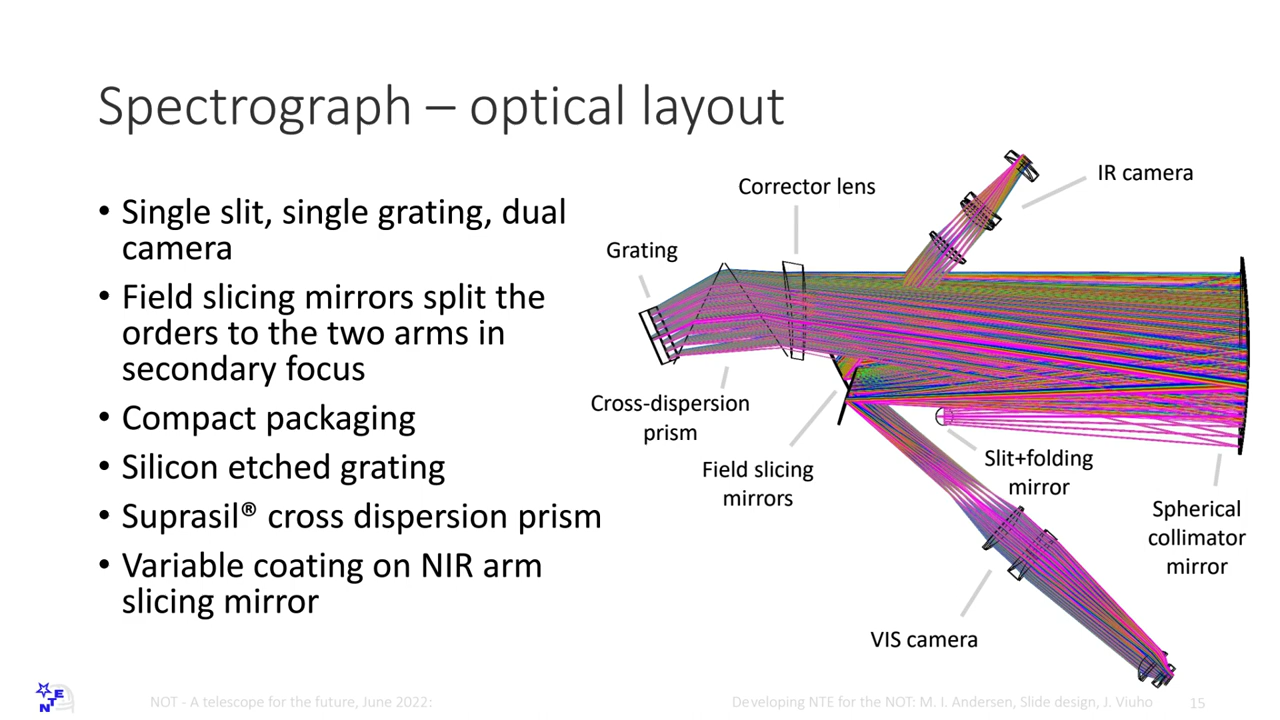 Spectrograph – optical layout
• Single slit, single grating, dual
camera
• Field slicing mirrors split the
orders to the two arms in
secondary focus
• Compact packaging
• Silicon etched grating
• Suprasil® cross dispersion prism
• Variable coating on NIR arm
slicing mirror
IR camera
Corrector lens
Grating
Cross-dispersion
prism
Field slicing
mirrors
Slit+folding
mirror
Spherical
collimator
mirror
VIS camera
NTE
NOT - A telescope for the future, June 2022:
Developing NTE for the NOT: M. I. Andersen, Slide design, J. Viuho
15